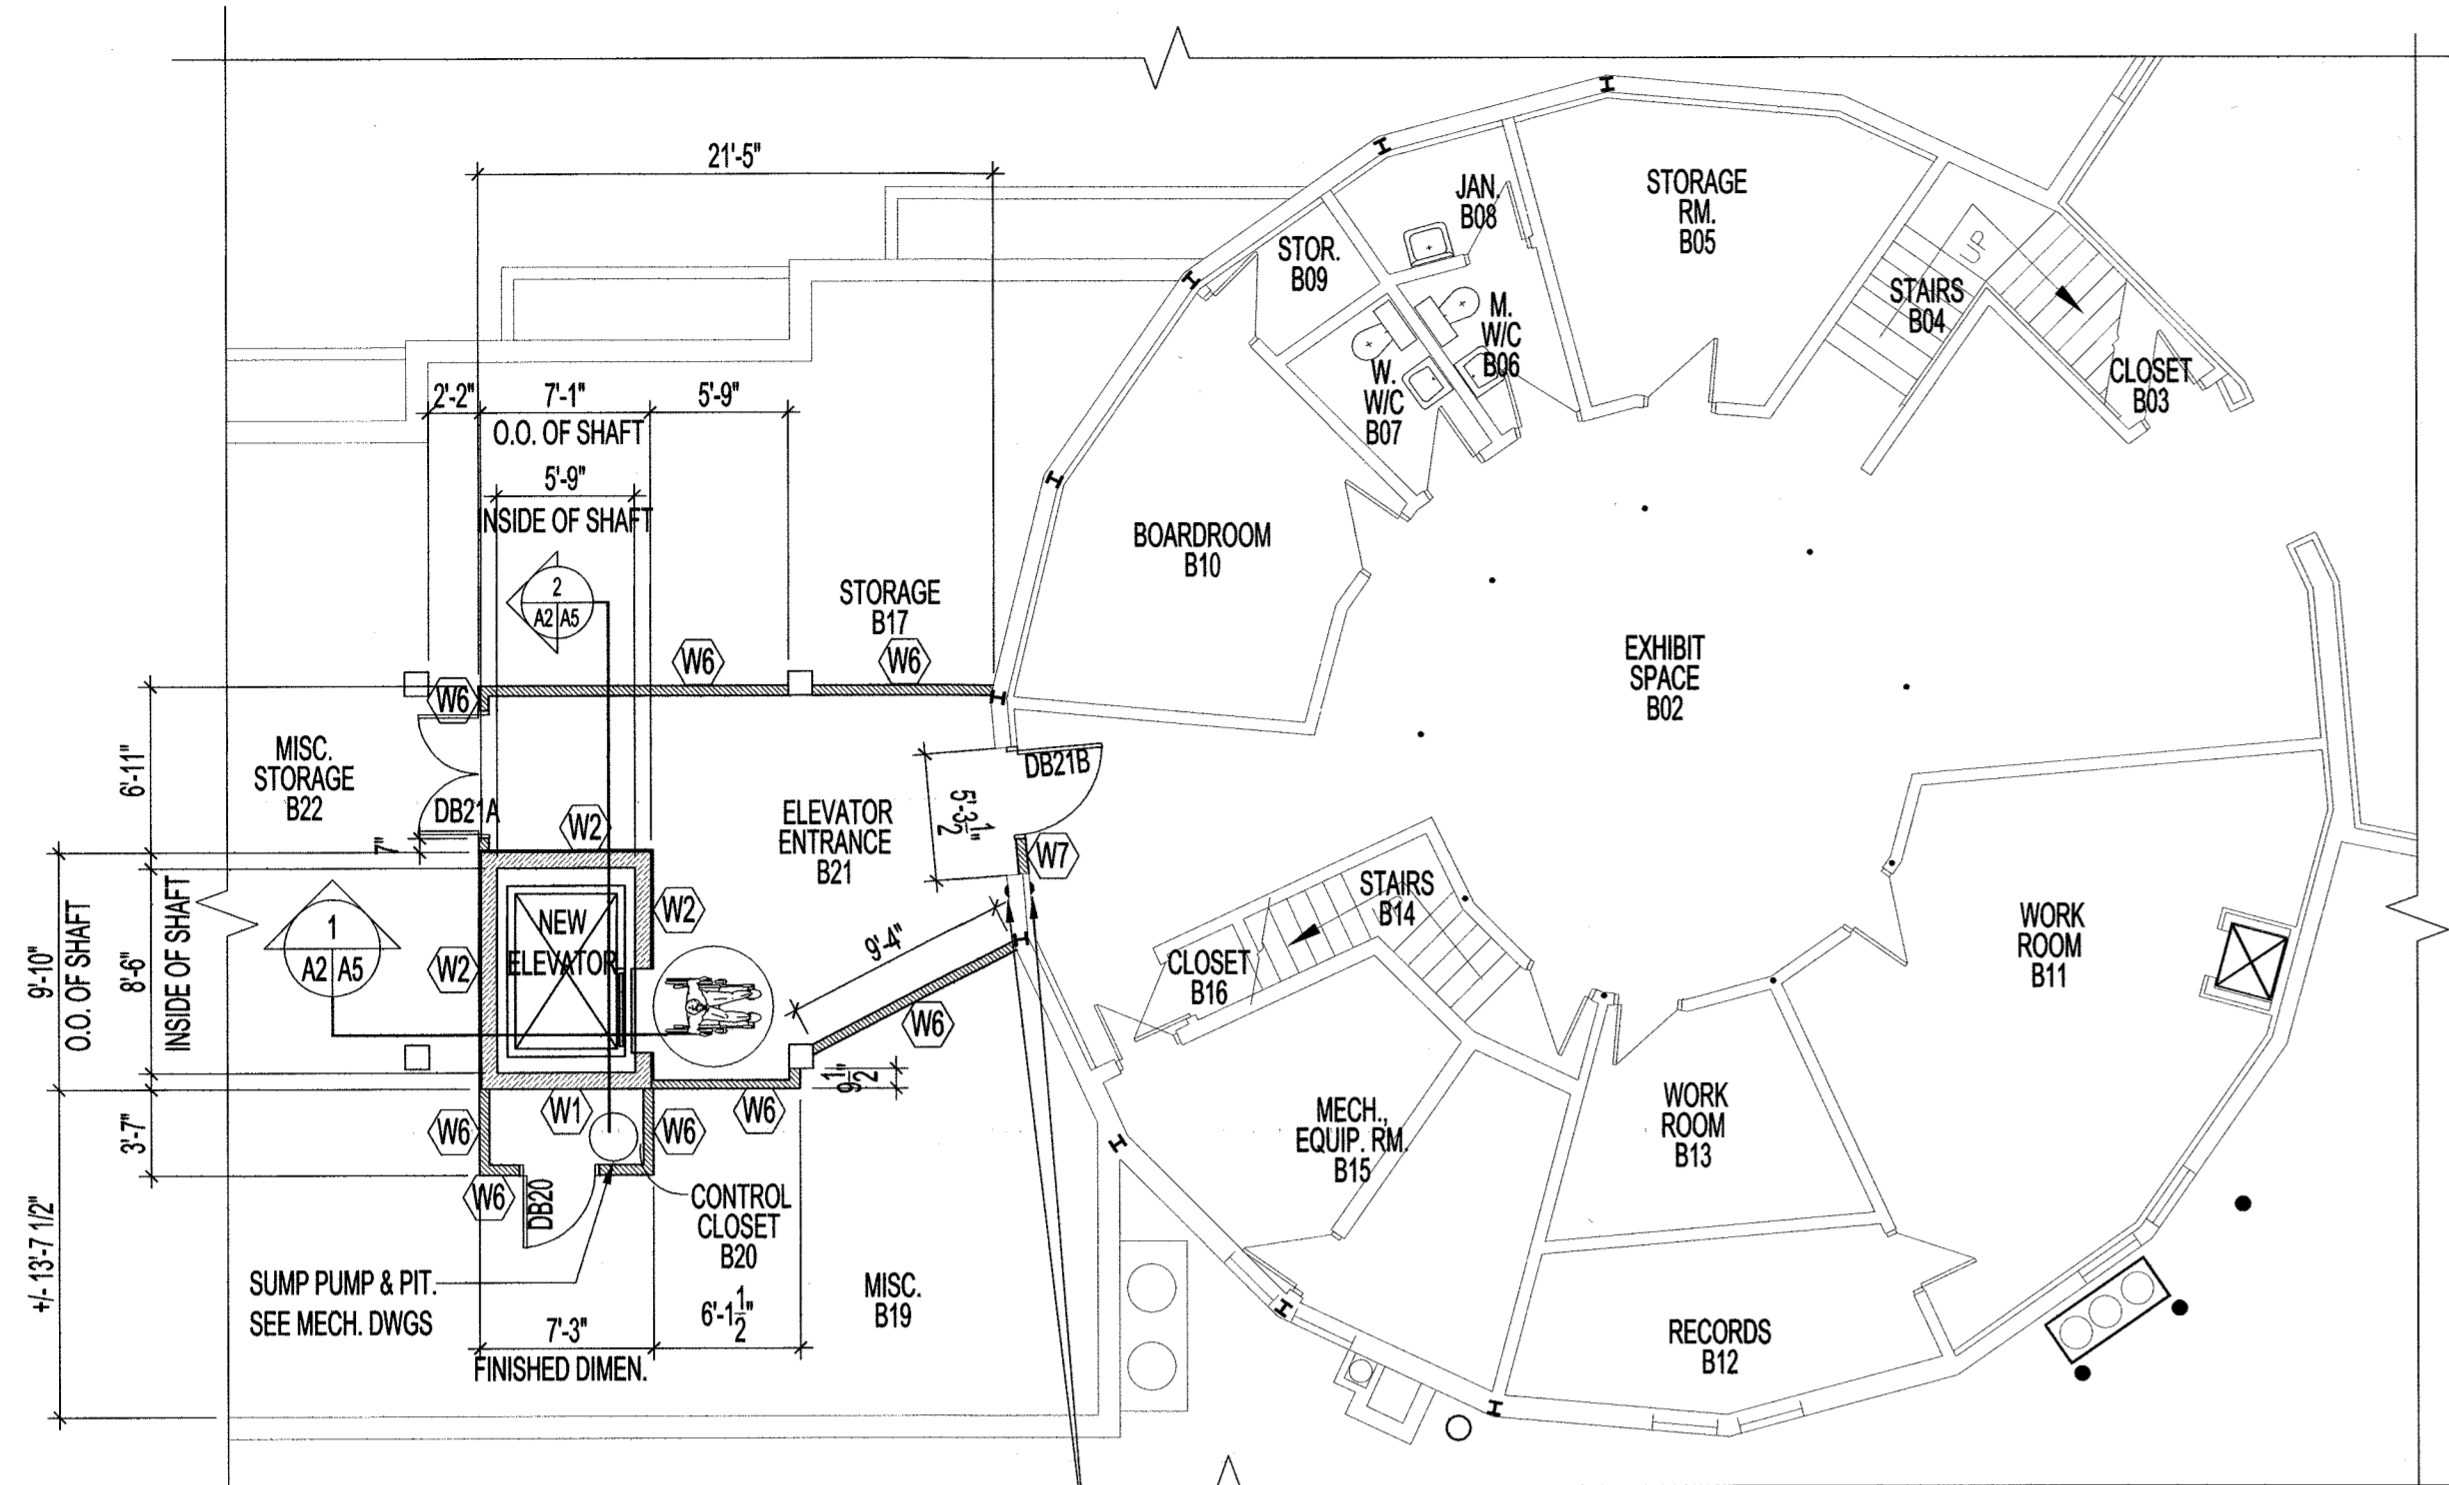 21'-5"
JAN.
B08
STORAGE
RM.
B05
STOR.
B09
UP
STAIRS
B04
M.
W/C
B06
W.
W/C
B07
CLOSET
B03
2'-2"
7'-1"
5'-9"
O.O. OF SHAFT
5'-9"
INSIDE OF SHAFT
BOARDROOM
B10
2
A2 A5
STORAGE
B17
W6
W6
W6
EXHIBIT
SPACE
B02
MISC.
STORAGE
B22
6'-11"
DB21A
7"
W2
ELEVATOR
ENTRANCE
B21
DB21B
5'-3 1/2"
W7
9'-10"
O.O. OF SHAFT
8'-6"
INSIDE OF SHAFT
1
A2 A5
W2
NEW
ELEVATOR
W2
9'-4"
W6
STAIRS
B14
CLOSET
B16
WORK
ROOM
B11
9 1/2"
3'-7"
W6
W1
W6
W6
MECH.,
EQUIP. RM.
B15
WORK
ROOM
B13
+/- 13'-7 1/2"
W6
DB20
CONTROL
CLOSET
B20
SUMP PUMP & PIT.
SEE MECH. DWGS
MISC.
B19
7'-3"
6'-1 1/2"
FINISHED DIMEN.
RECORDS
B12